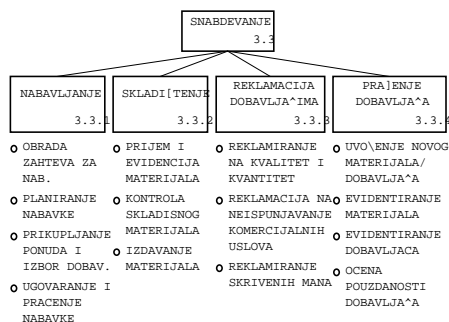 SNABDEVANJE
3.3
NABAVLJANJE
3.3.1
SKLADI[TENJE
3.3.2
REKLAMACIJA
DOBAVLJA^IMA
3.3.3
PRA]ENJE
DOBAVLJA^A
3.3.4
OBRADA
ZAHTEVA ZA
NAB.
PLANIRANJE
NABAVKE
PRIKUPLJANJE
PONUDA I
IZBOR DOBAV.
UGOVARANJE I
PRACENJE
NABAVKE
PRIJEM I
EVIDENCIJA
MATERIJALA
KONTROLA
SKLADISNOG
MATERIJALA
IZDAVANJE
MATERIJALA
REKLAMIRANJE
NA KVALITET I
KVANTITET
REKLAMACIJA NA
NEISPUNJAVANJE
KOMERCIJALNIH
USLOVA
REKLAMIRANJE
SKRIVENIH MANA
UVO\ENJE NOVOG
MATERIJALA/
DOBAVLJA^A
EVIDENTIRANJE
MATERIJALA
EVIDENTIRANJE
DOBAVLJACA
OCENA
POUZDANOSTI
DOBAVLJA^A